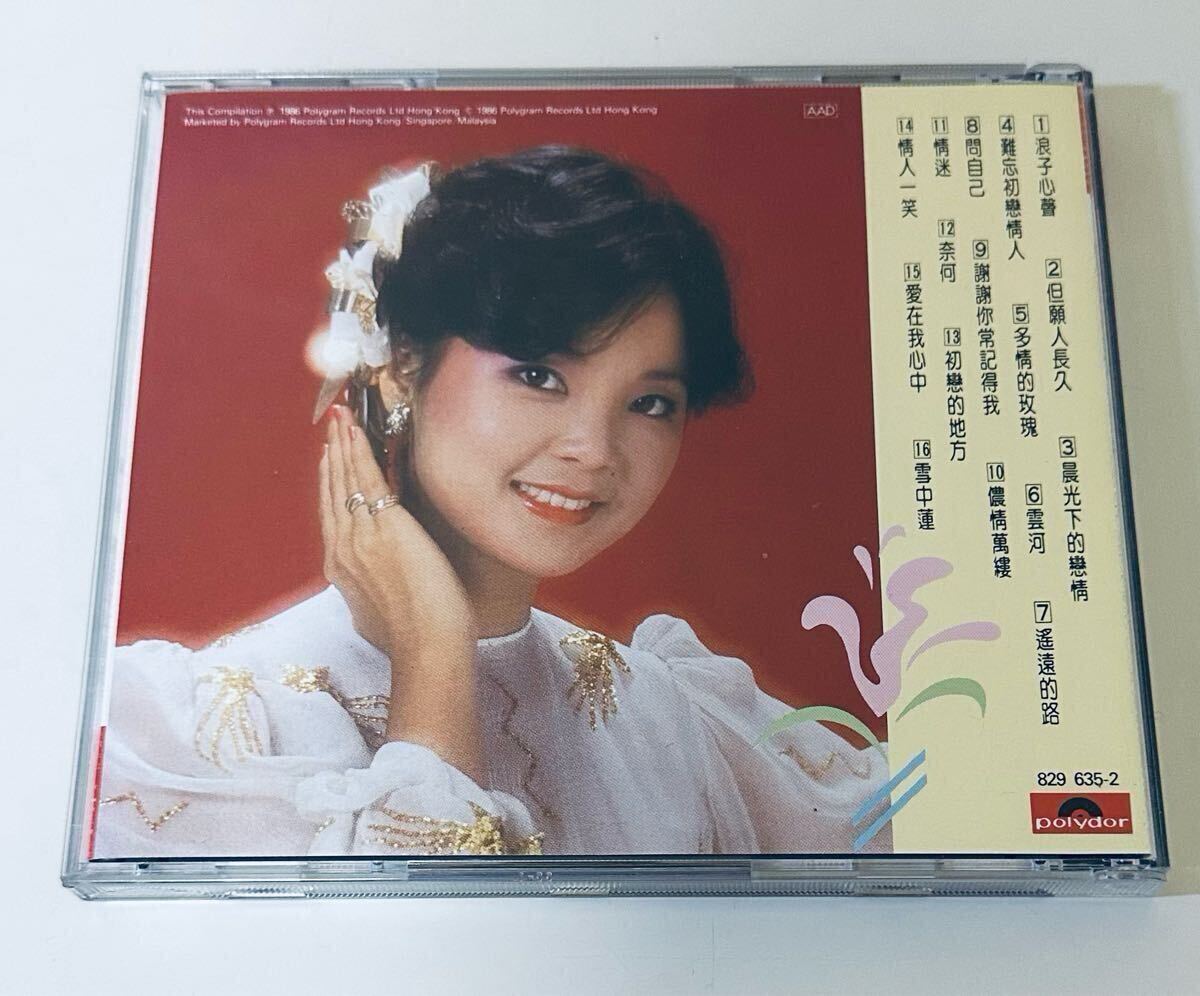 This Compilation ℗ 1986 Polygram Records Ltd Hong Kong © 1986 Polygram Records Ltd Hong Kong
Marketed by Polygram Records Ltd Hong Kong, Singapore, Malaysia
AAD
1 浪子心聲
2 但願人長久
3 晨光下的戀情
4 難忘初戀情人
5 多情的玫瑰
6 雲河
7 遙遠的路
8 問自己
9 謝謝你常記得我
10 儂情萬縷
11 情迷
12 奈何
13 初戀的地方
14 情人一笑
15 愛在我心中
16 雪中蓮
829 635-2
polydor